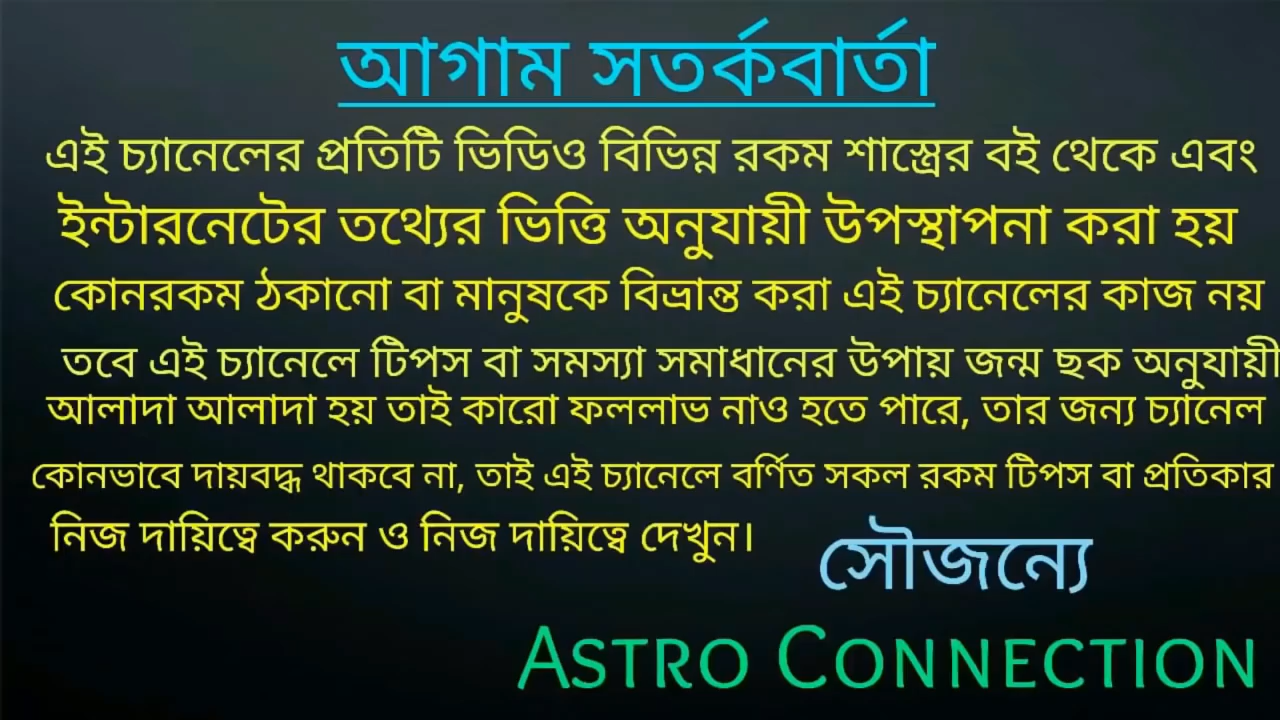 আগাম সতর্কবার্তা
এই চ্যানেলের প্রতিটি ভিডিও বিভিন্ন রকম শাস্ত্রের বই থেকে এবং
ইন্টারনেটের তথ্যের ভিত্তি অনুযায়ী উপস্থাপনা করা হয়
কোনরকম ঠকানো বা মানুষকে বিভ্রান্ত করা এই চ্যানেলের কাজ নয়
তবে এই চ্যানেলে টিপস বা সমস্যা সমাধানের উপায় জন্ম ছক অনুযায়ী
আলাদা আলাদা হয় তাই কারো ফললাভ নাও হতে পারে, তার জন্য চ্যানেল
কোনভাবে দায়বদ্ধ থাকবে না, তাই এই চ্যানেলে বর্ণিত সকল রকম টিপস বা প্রতিকার
নিজ দায়িত্বে করুন ও নিজ দায়িত্বে দেখুন।
সৌজন্যে
ASTRO CONNECTION